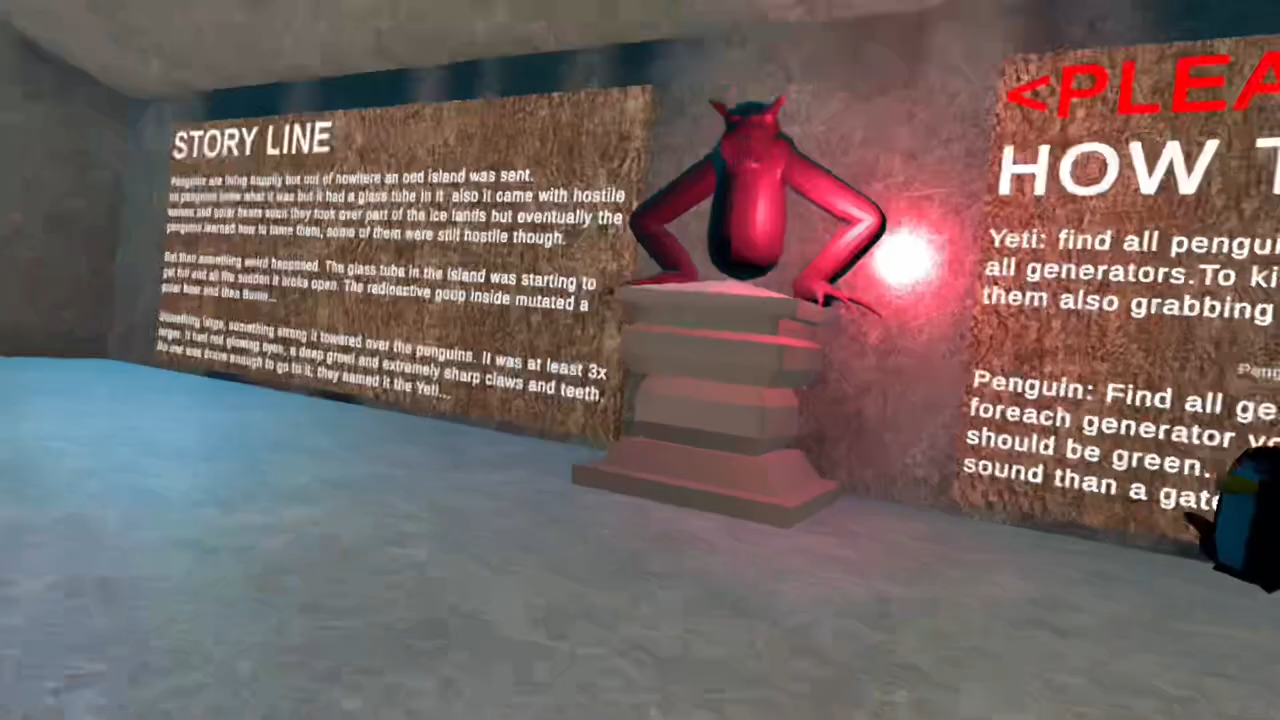 STORY LINE
Penguins are living happily but out of nowhere an odd island was sent.
no penguins knew what it was but it had a glass tube in it also it came with hostile
and polar bears soon they took over part of the ice lands but eventually the
penguins learned how to tame them, some of them were still hostile though.
But then something weird happened. The glass tube in the island was starting to
and all the sudden it broke open. The radioactive goup inside mutated a
polar bear and then Bumm...
Something large, something strong it towered over the penguins. It was at least 3x
larger. It had red glowing eyes, a deep growl and extremely sharp claws and teeth,
No one was brave enough to go to it; they named it the Yeti...
<PLEA
HOW T
Yeti: find all pengui
all generators.To ki
them also grabbing
Peng
Penguin: Find all ge
foreach generator yo
should be green.
sound than a gate